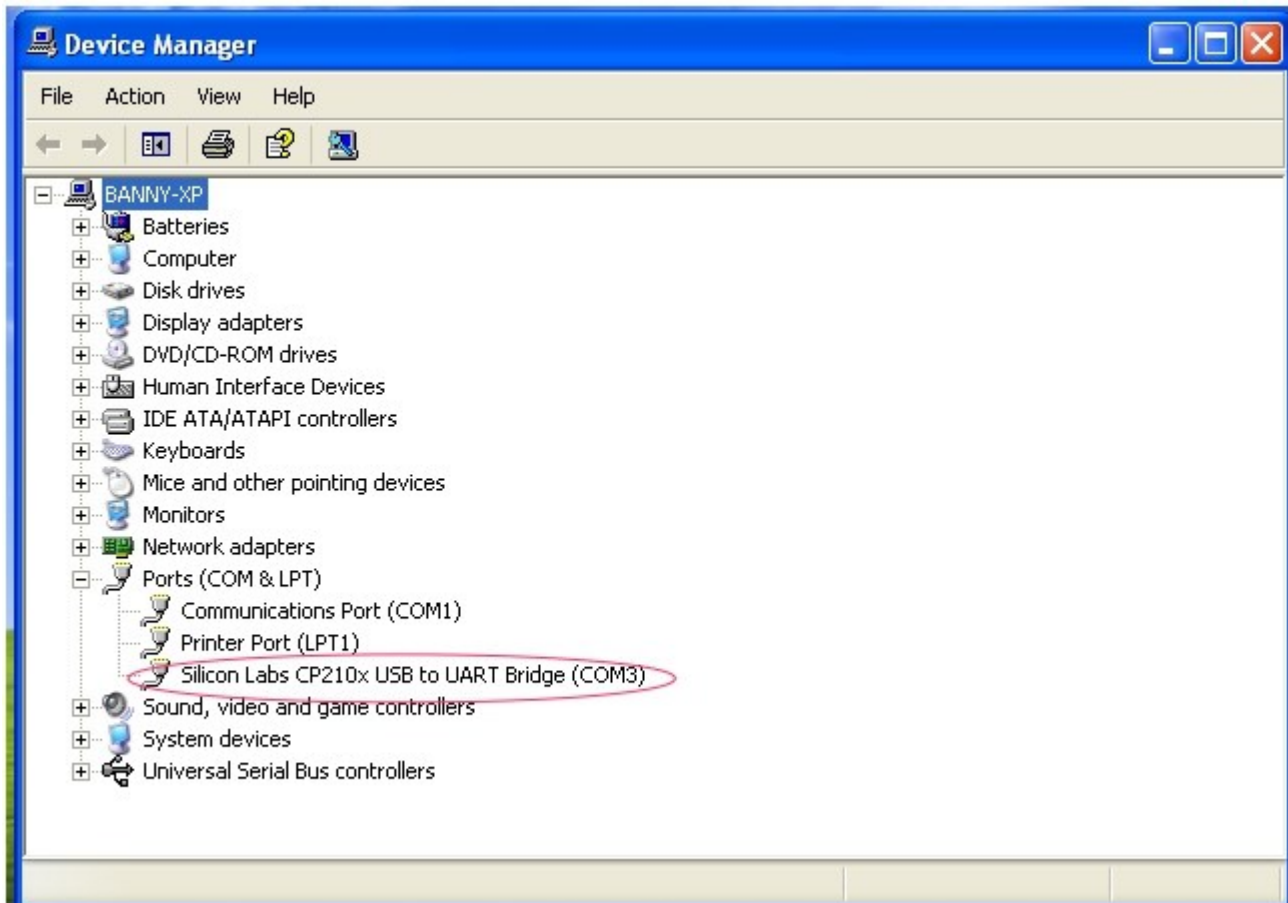 Device Manager
File Action View Help
BANNY-XP
Batteries
Computer
Disk drives
Display adapters
DVD/CD-ROM drives
Human Interface Devices
IDE ATA/ATAPI controllers
Keyboards
Mice and other pointing devices
Monitors
Network adapters
Ports (COM & LPT)
Communications Port (COM1)
Printer Port (LPT1)
Silicon Labs CP210x USB to UART Bridge (COM3)
Sound, video and game controllers
System devices
Universal Serial Bus controllers